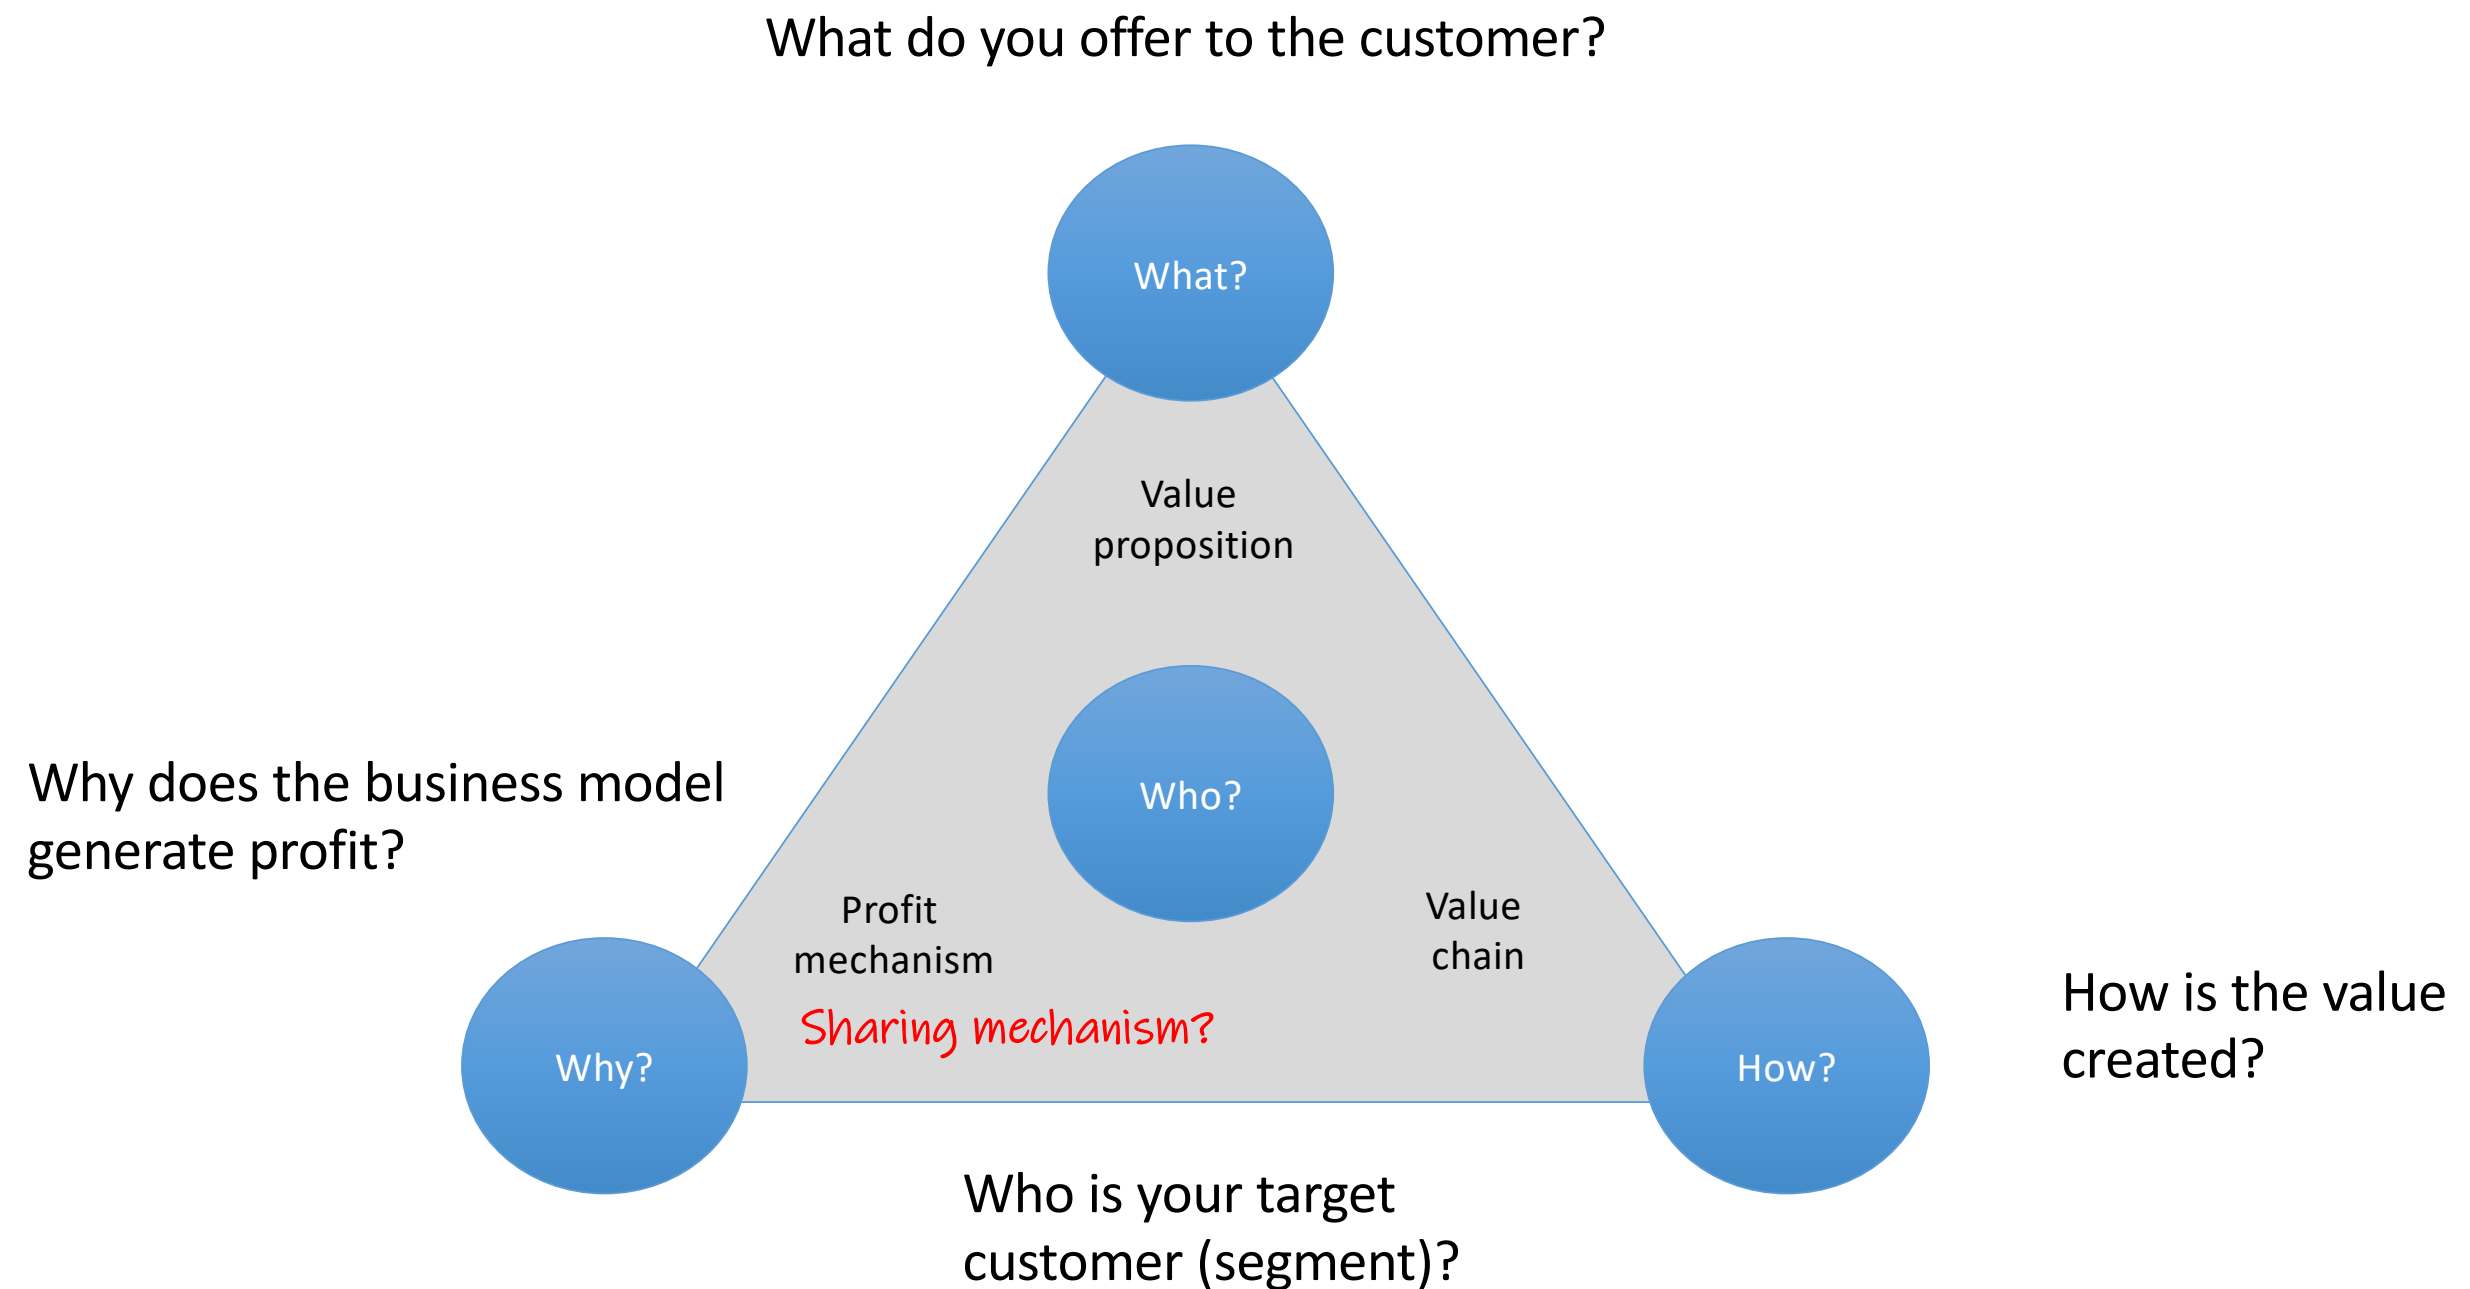 What do you offer to the customer?
What?
Value
proposition
Who?
Why does the business model
generate profit?
Profit
mechanism
Sharing mechanism?
Value
chain
Why?
How?
How is the value
created?
Who is your target
customer (segment)?